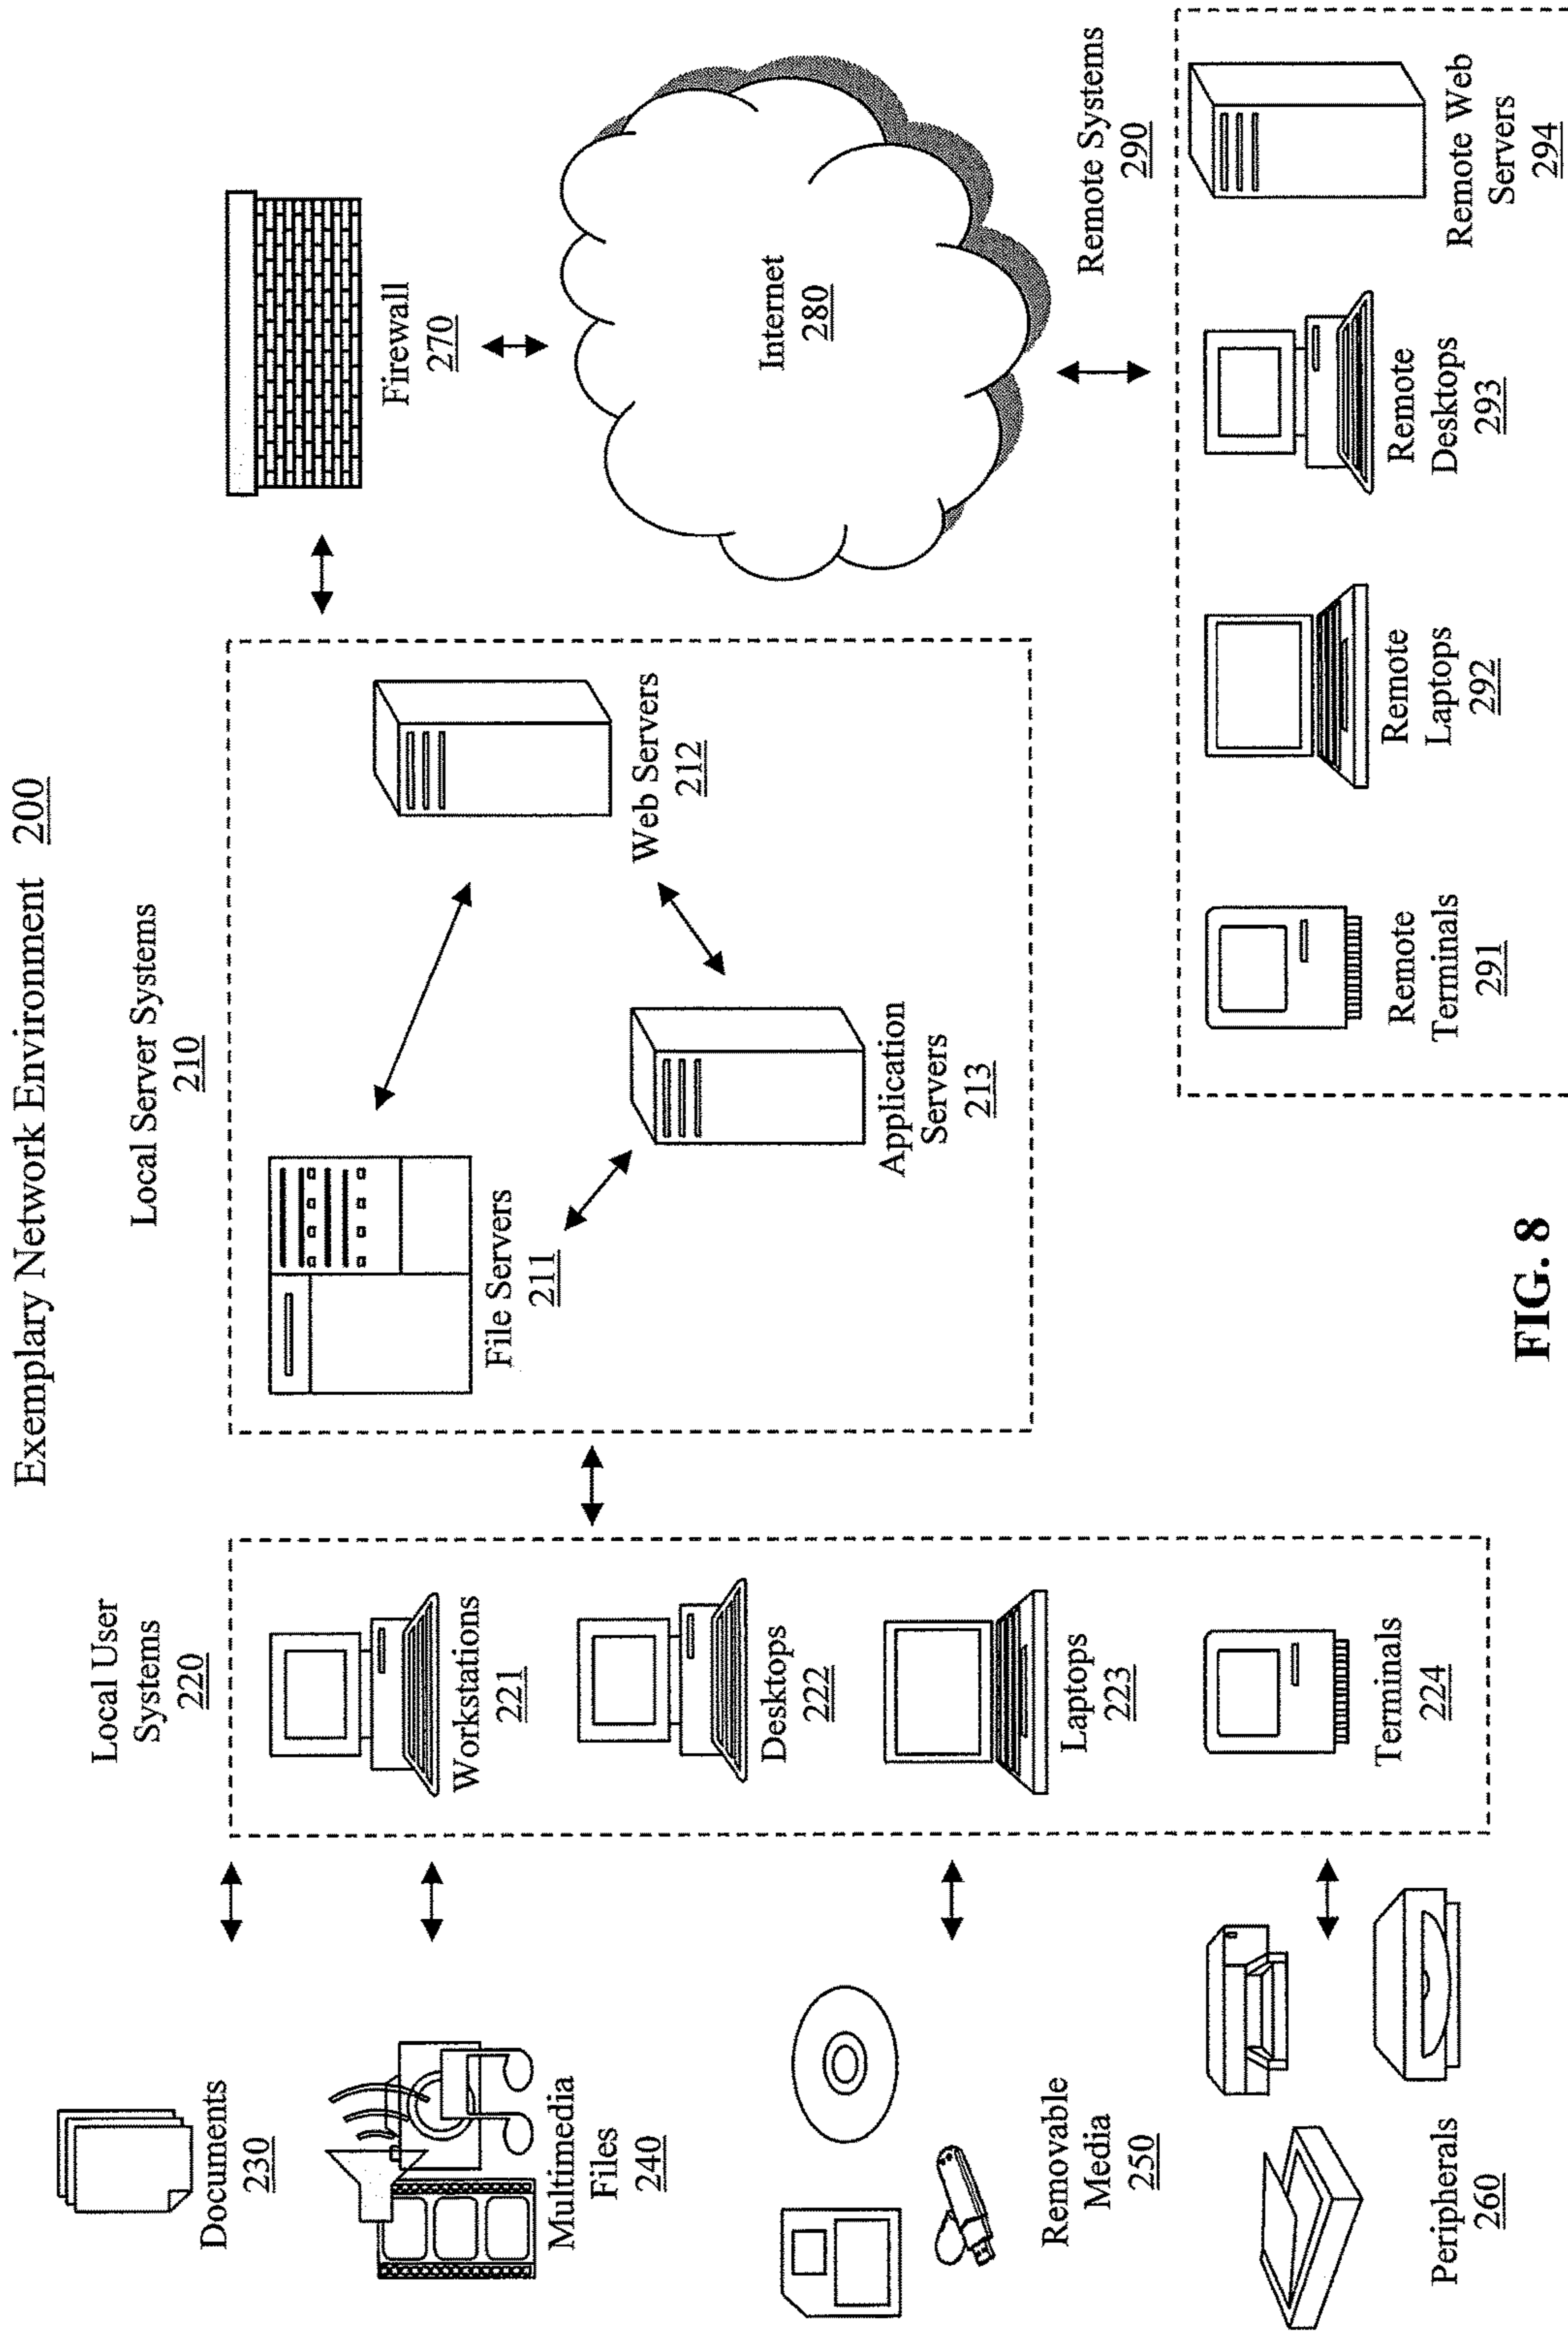 Exemplary Network Environment 200
Documents
230
Multimedia
Files
240
Removable
Media
250
Peripherals
260
Local User
Systems
220
Workstations
221
Desktops
222
Laptops
223
Terminals
224
Local Server Systems
210
File Servers
211
Web Servers
212
Application
Servers
213
Firewall
270
Internet
280
Remote Systems
290
Remote
Terminals
291
Remote
Laptops
292
Remote
Desktops
293
Remote Web
Servers
294
FIG. 8